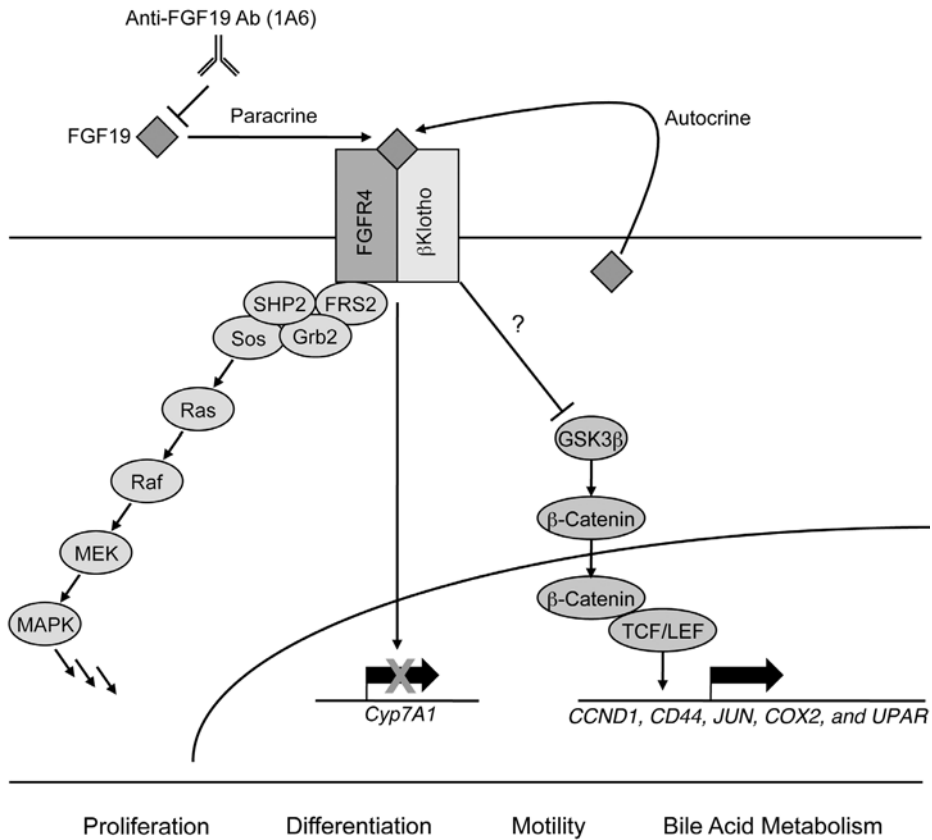 Anti-FGF19 Ab (1A6)
FGF19
Paracrine
Autocrine
FGFR4
βKlotho
SHP2
FRS2
Sos
Grb2
?
Ras
GSK3β
Raf
β-Catenin
MEK
β-Catenin
MAPK
TCF/LEF
X
Cyp7A1
CCND1, CD44, JUN, COX2, and UPAR
Proliferation
Differentiation
Motility
Bile Acid Metabolism